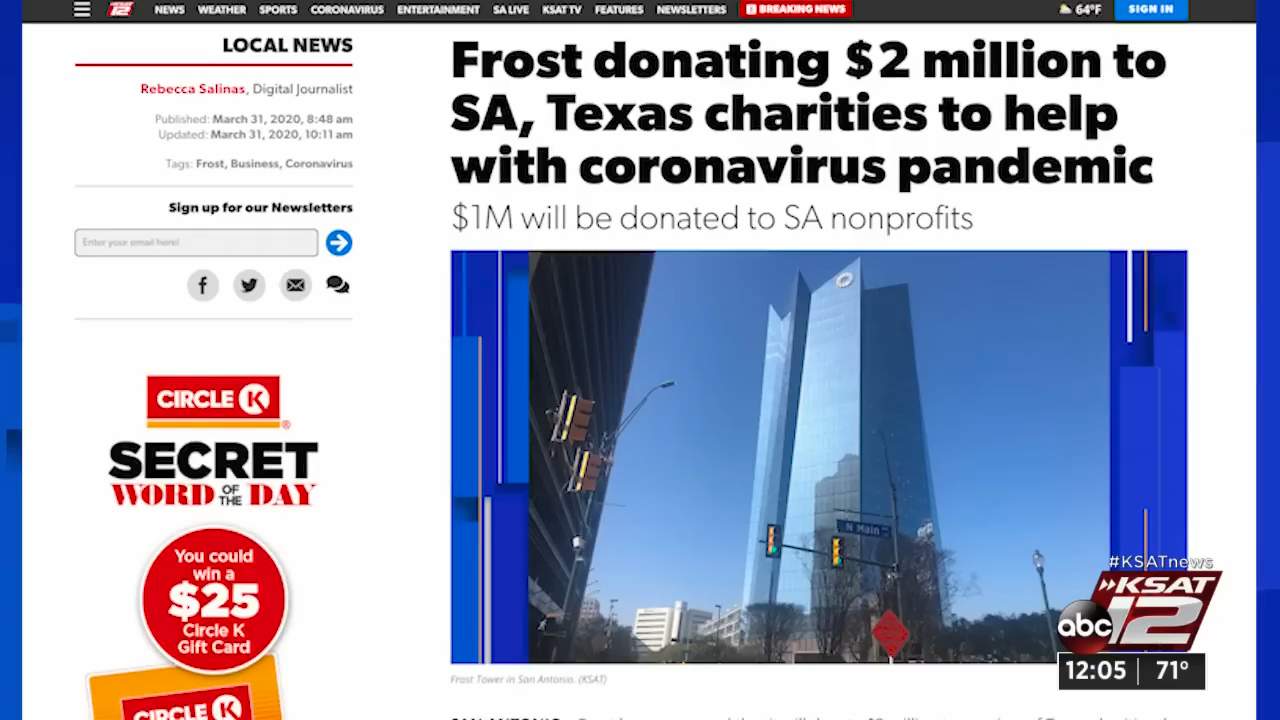 NEWS WEATHER SPORTS CORONAVIRUS ENTERTAINMENT SA LIVE KSAT TV FEATURES NEWSLETTERS BREAKING NEWS 64°F SIGN IN
LOCAL NEWS
Rebecca Salinas, Digital Journalist
Published: March 31, 2020, 8:48 am
Updated: March 31, 2020, 10:11 am
Tags: Frost, Business, Coronavirus
Sign up for our Newsletters
Enter your email here!
CIRCLE K
SECRET
WORD OF THE DAY
You could
win a
$25
Circle K
Gift Card
CIRCLE K
Frost donating $2 million to
SA, Texas charities to help
with coronavirus pandemic
$1M will be donated to SA nonprofits
N Main
Frost Tower in San Antonio. (KSAT)
#KSATnews
KSAT
abc 12
12:05 71°